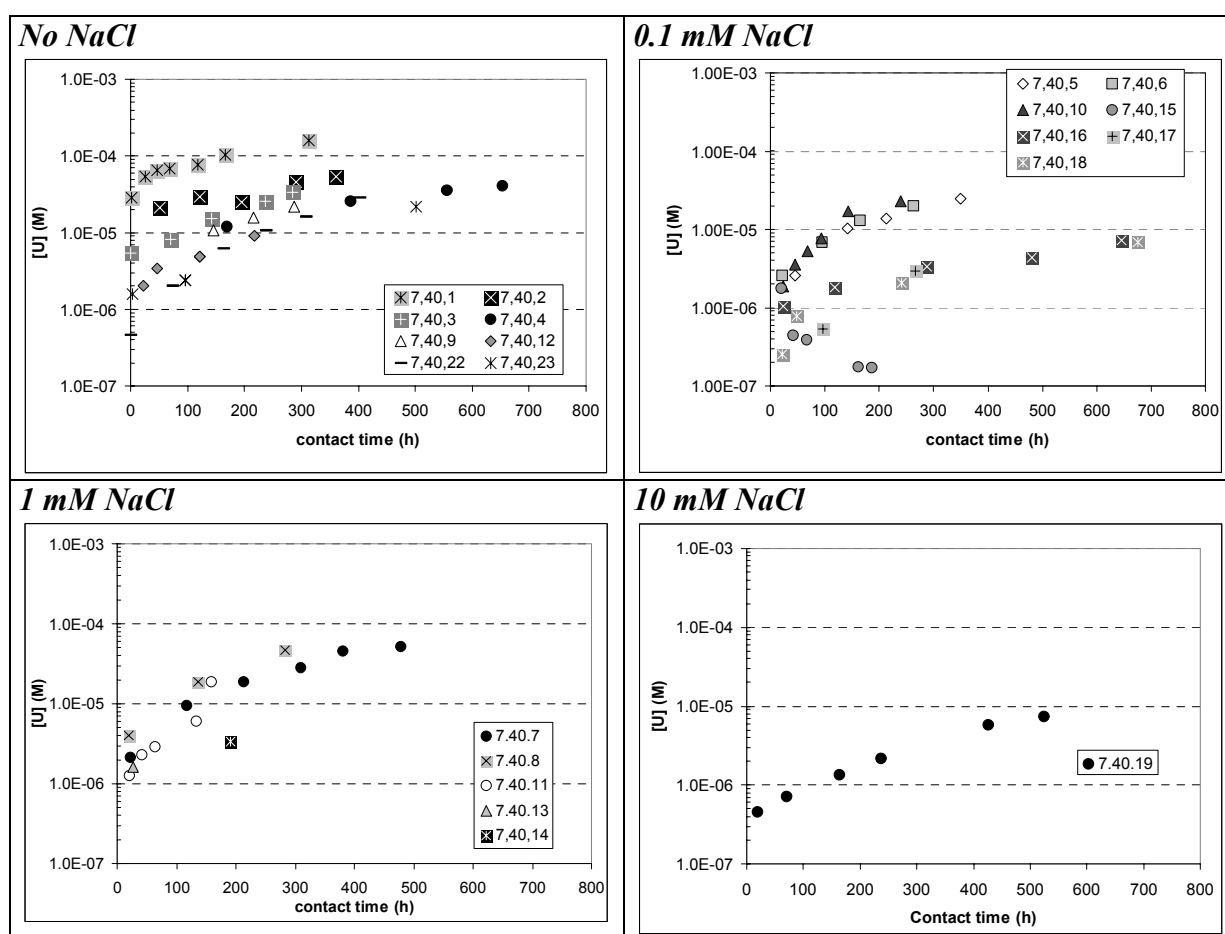 No NaCl
1.0E-03
1.0E-04
1.0E-05
1.0E-06
1.0E-07
[U] (M)
0 100 200 300 400 500 600 700 800
contact time (h)
7,40,1 7,40,2
7,40,3 7,40,4
7,40,9 7,40,12
7,40,22 7,40,23
0.1 mM NaCl
1.00E-03
1.00E-04
1.00E-05
1.00E-06
1.00E-07
[U] (M)
0 100 200 300 400 500 600 700 800
contact time (h)
7,40,5 7,40,6
7,40,10 7,40,15
7,40,16 7,40,17
7,40,18
1 mM NaCl
1.0E-03
1.0E-04
1.0E-05
1.0E-06
1.0E-07
[U] (M)
0 100 200 300 400 500 600 700 800
contact time (h)
7.40.7
7.40.8
7.40.11
7.40.13
7,40,14
10 mM NaCl
1.0E-03
1.0E-04
1.0E-05
1.0E-06
1.0E-07
[U] (M)
0 100 200 300 400 500 600 700 800
Contact time (h)
7.40.19